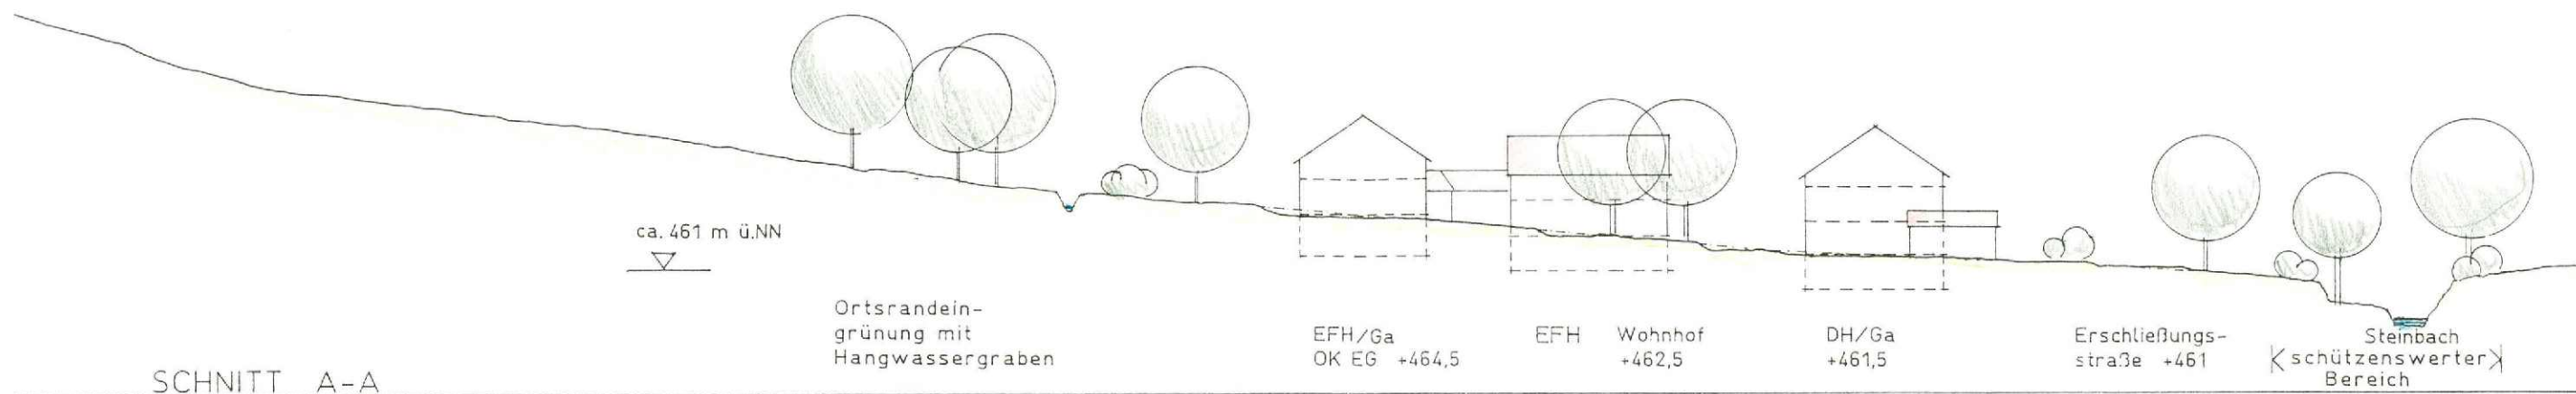 ca. 461 m ü.NN
Ortsrandein-
grünung mit
Hangwassergraben
EFH/Ga
OK EG +464,5
EFH
Wohnhof
+462,5
DH/Ga
+461,5
Erschließungs-
straße +461
Steinbach
schützenswerter
Bereich
SCHNITT A-A